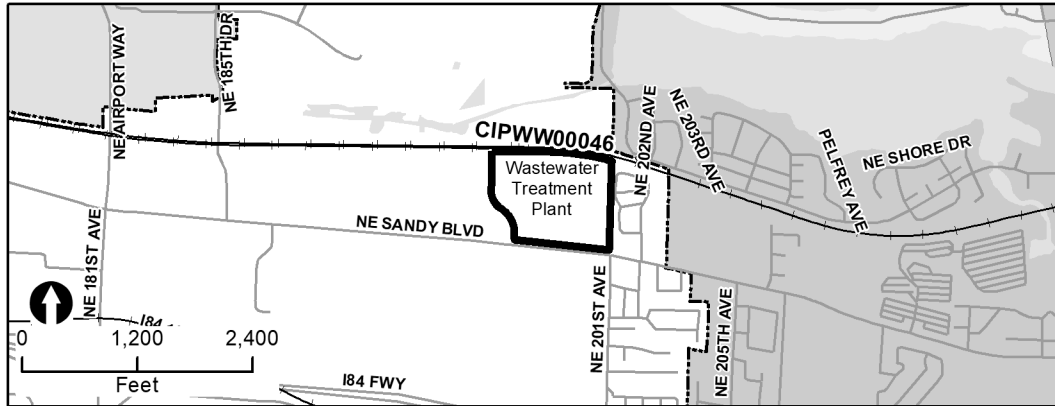 NE AIRPORT WAY
NE 185TH DR
CIPWW00046
NE 202ND AVE
NE 203RD AVE
PELFREY AVE
NE SHORE DR
Wastewater
Treatment
Plant
NE SANDY BLVD
NE 181ST AVE
NE 201ST AVE
NE 205TH AVE
I84
0 1,200 2,400
Feet
I84 FWY